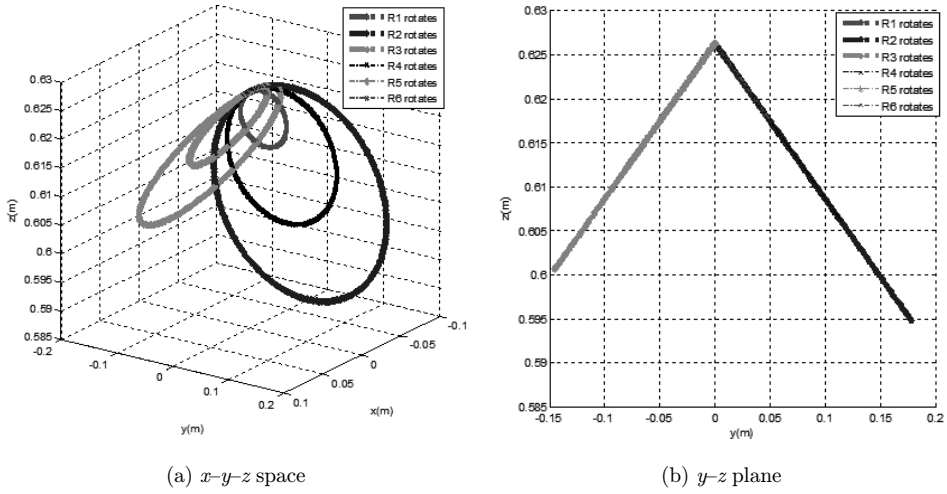 R1 rotates
R2 rotates
R3 rotates
R4 rotates
R5 rotates
R6 rotates
0.63
0.625
0.62
0.615
0.61
0.605
0.6
0.595
0.59
0.585
z(m)
-0.2
-0.1
0
0.1
0.2
y(m)
0.1
0.05
0
-0.05
-0.1
x(m)
(a) x–y–z space
R1 rotates
R2 rotates
R3 rotates
R4 rotates
R5 rotates
R6 rotates
0.63
0.625
0.62
0.615
0.61
0.605
0.6
0.595
0.59
0.585
z(m)
-0.15
-0.1
-0.05
0
0.05
0.1
0.15
0.2
y(m)
(b) y–z plane